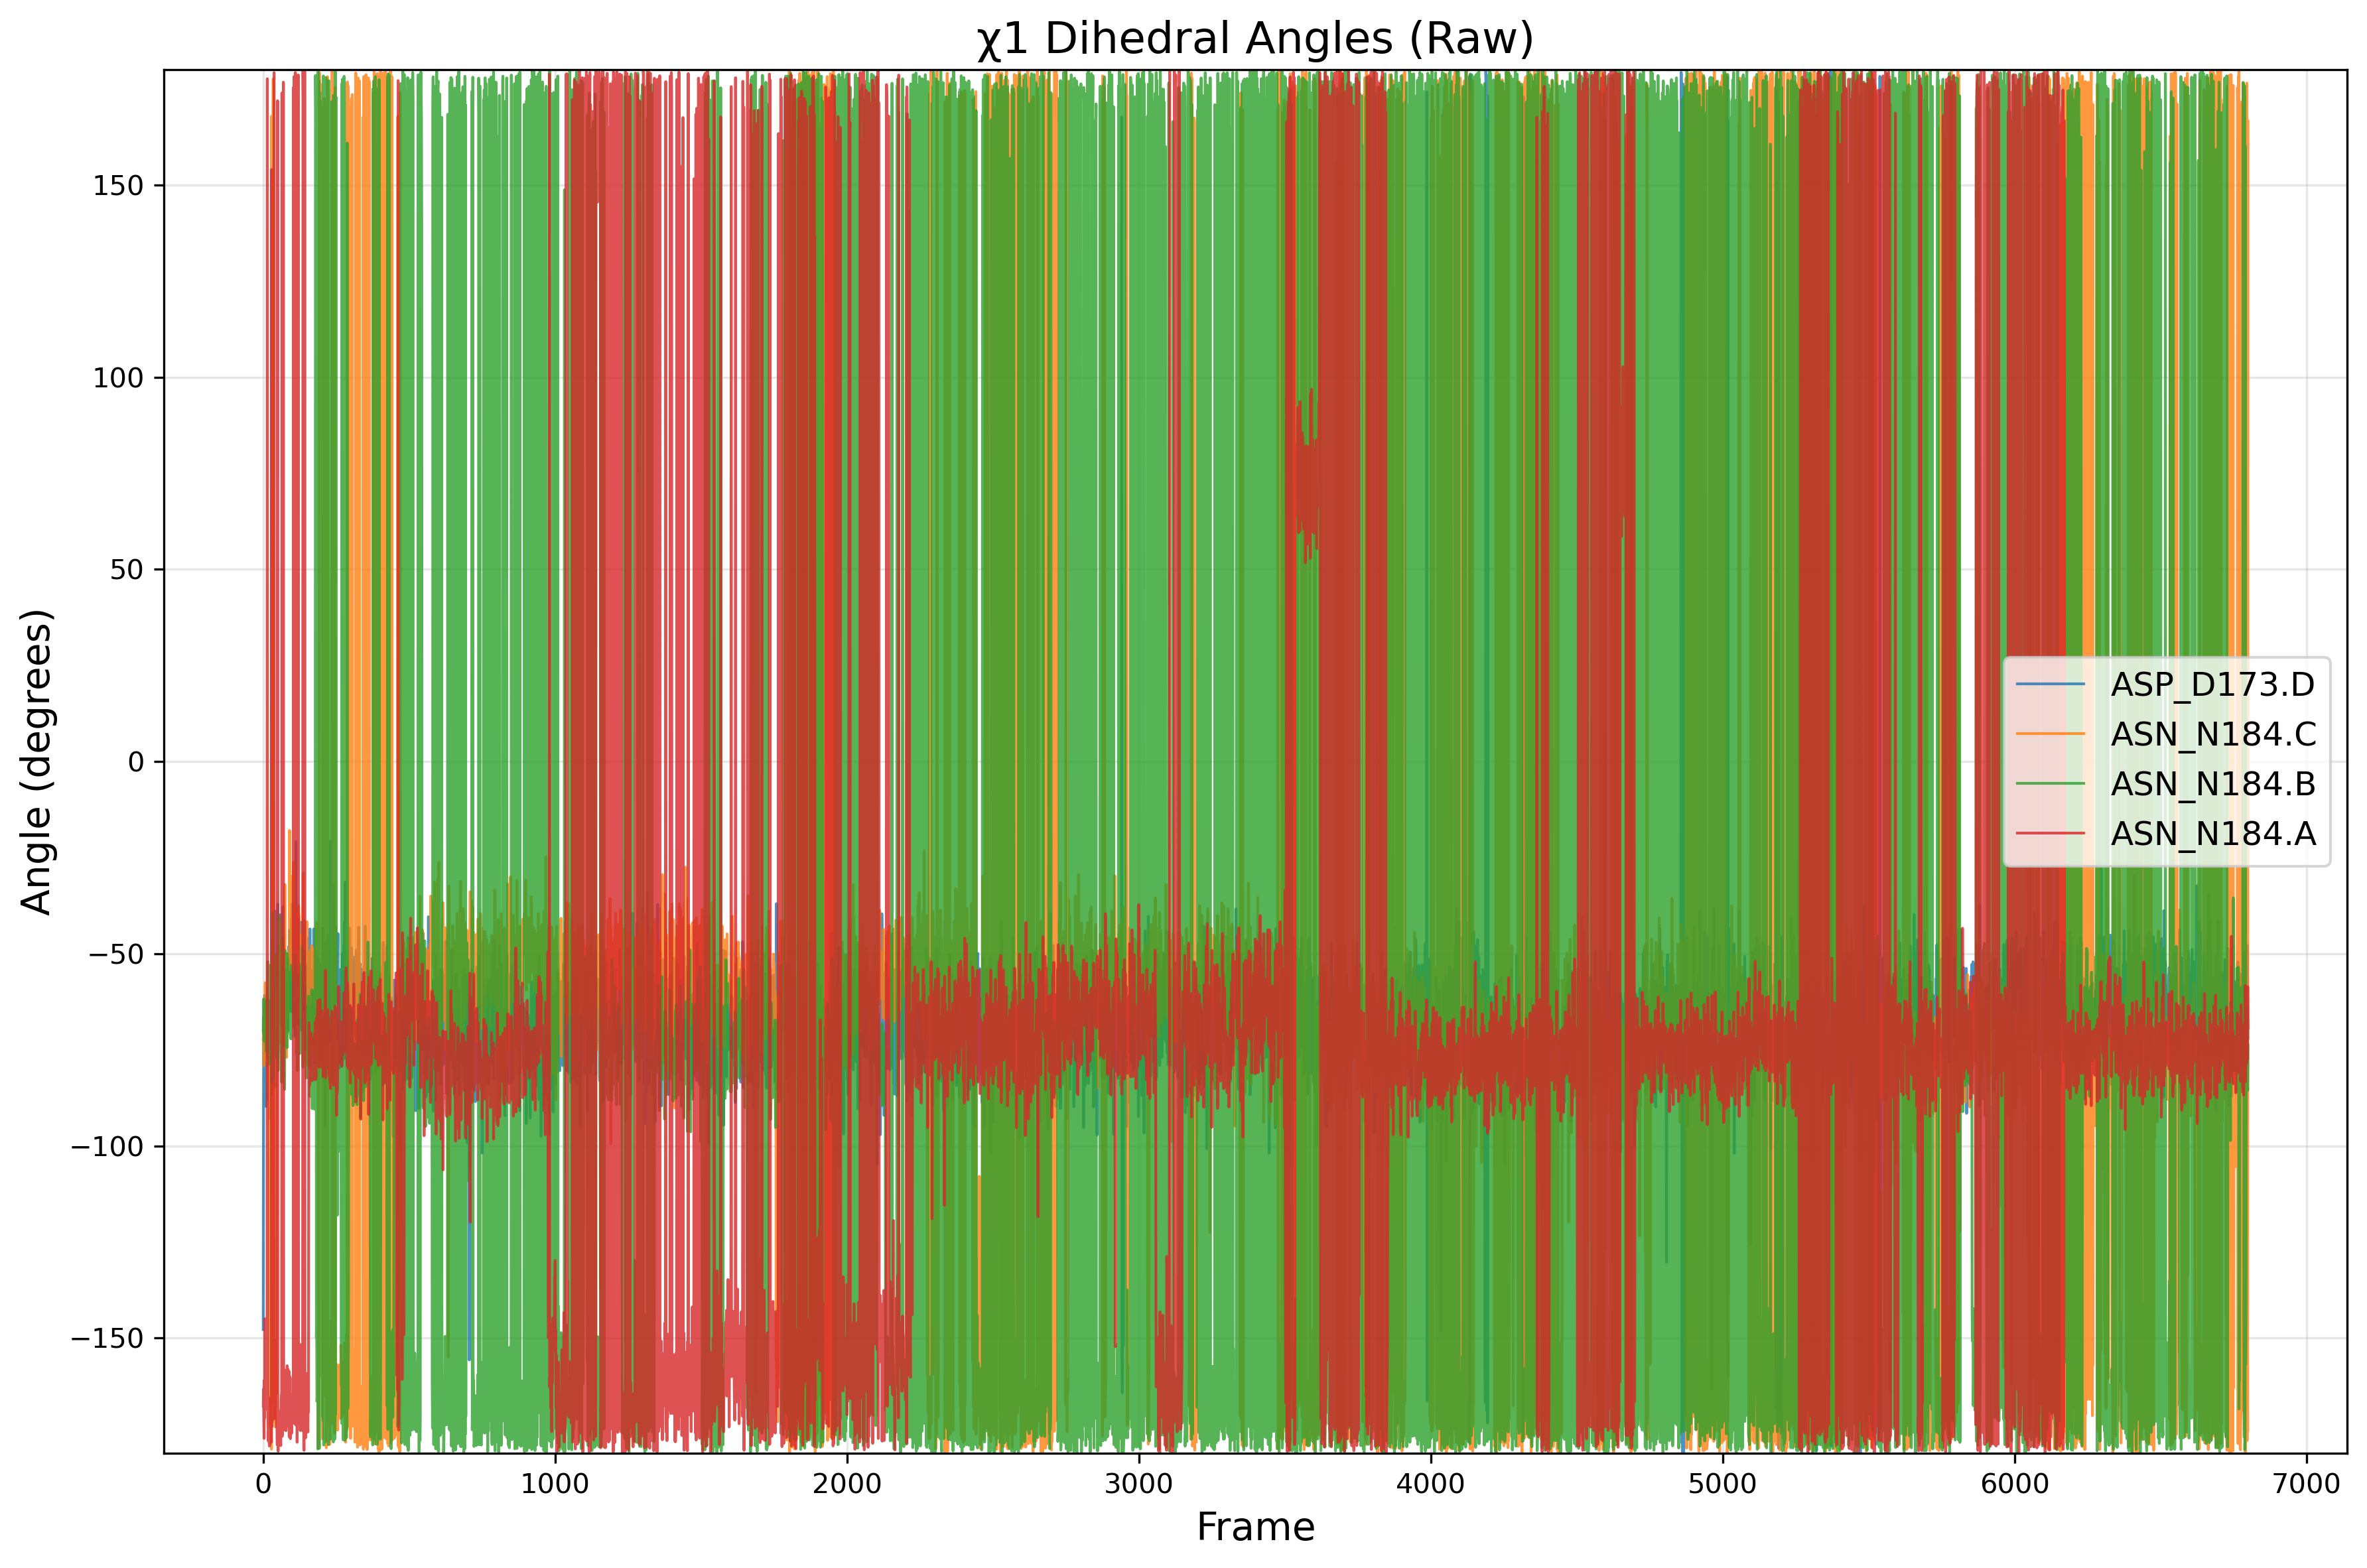 χ1 Dihedral Angles (Raw)
150
100
50
0
−50
−100
−150
Angle (degrees)
ASP_D173.D
ASN_N184.C
ASN_N184.B
ASN_N184.A
0 1000 2000 3000 4000 5000 6000 7000
Frame